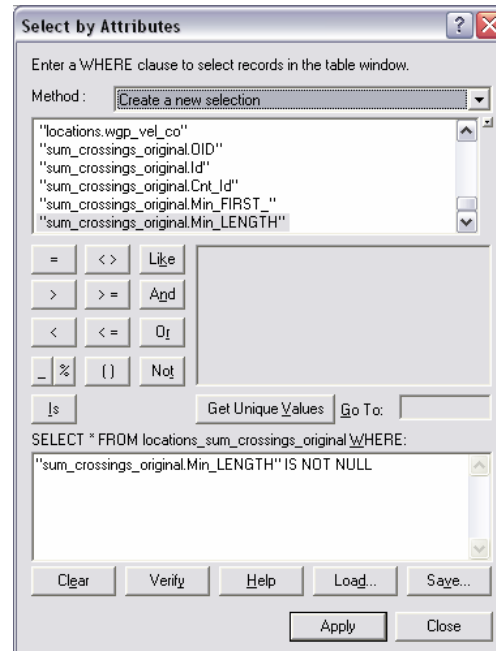 Select by Attributes
?
Enter a WHERE clause to select records in the table window.
Method : Create a new selection
"locations.wgp_vel_co"
"sum_crossings_original.OID"
"sum_crossings_original.Id"
"sum_crossings_original.Cnt_Id"
"sum_crossings_original.Min_FIRST_"
"sum_crossings_original.Min_LENGTH"
= <> Like
> >= And
< <= Or
_ % () Not
Is Get Unique Values Go To:
SELECT * FROM locations_sum_crossings_original WHERE:
"sum_crossings_original.Min_LENGTH" IS NOT NULL
Clear Verify Help Load... Save...
Apply Close